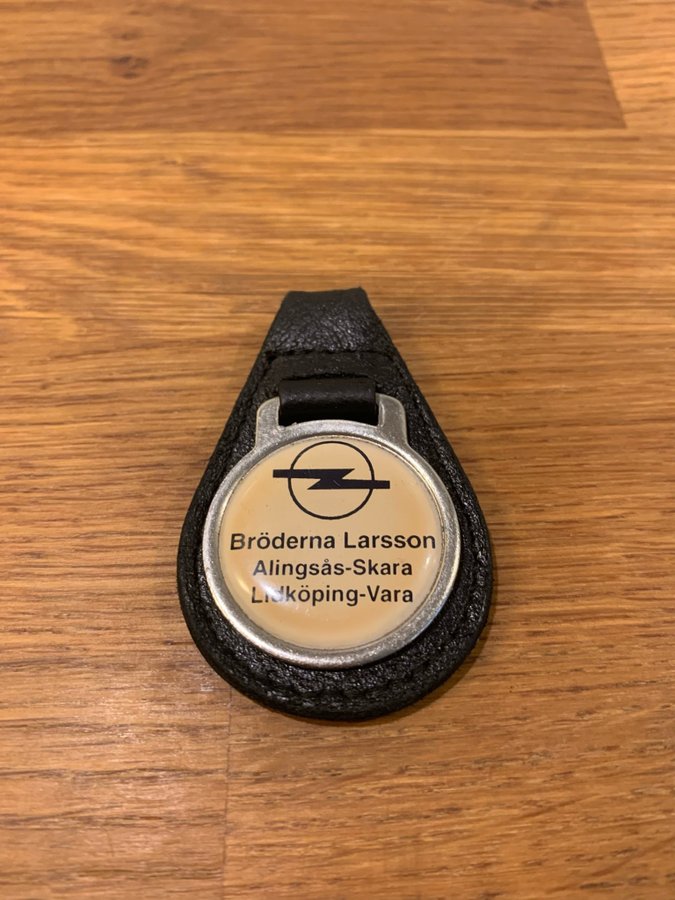 Bröderna Larsson
Alingsås-Skara
Lidköping-Vara